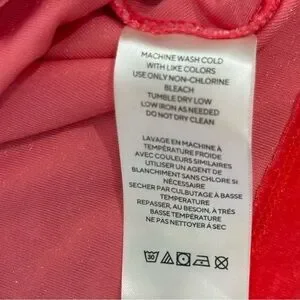 MACHINE WASH COLD
WITH LIKE COLORS
USE ONLY NON-CHLORINE
BLEACH
TUMBLE DRY LOW
LOW IRON AS NEEDED
DO NOT DRY CLEAN
LAVAGE EN MACHINE À
TEMPÉRATURE FROIDE
AVEC COULEURS SIMILAIRES
UTILISER UN AGENT DE
BLANCHIMENT SANS CHLORE SI
NÉCESSAIRE
SECHER PAR CULBUTAGE À BASSE
TEMPERATURE
REPASSER, AU BESOIN, À TRÈS
BASSE TEMPÉRATURE
NE PAS NETTOYER À SEC
30